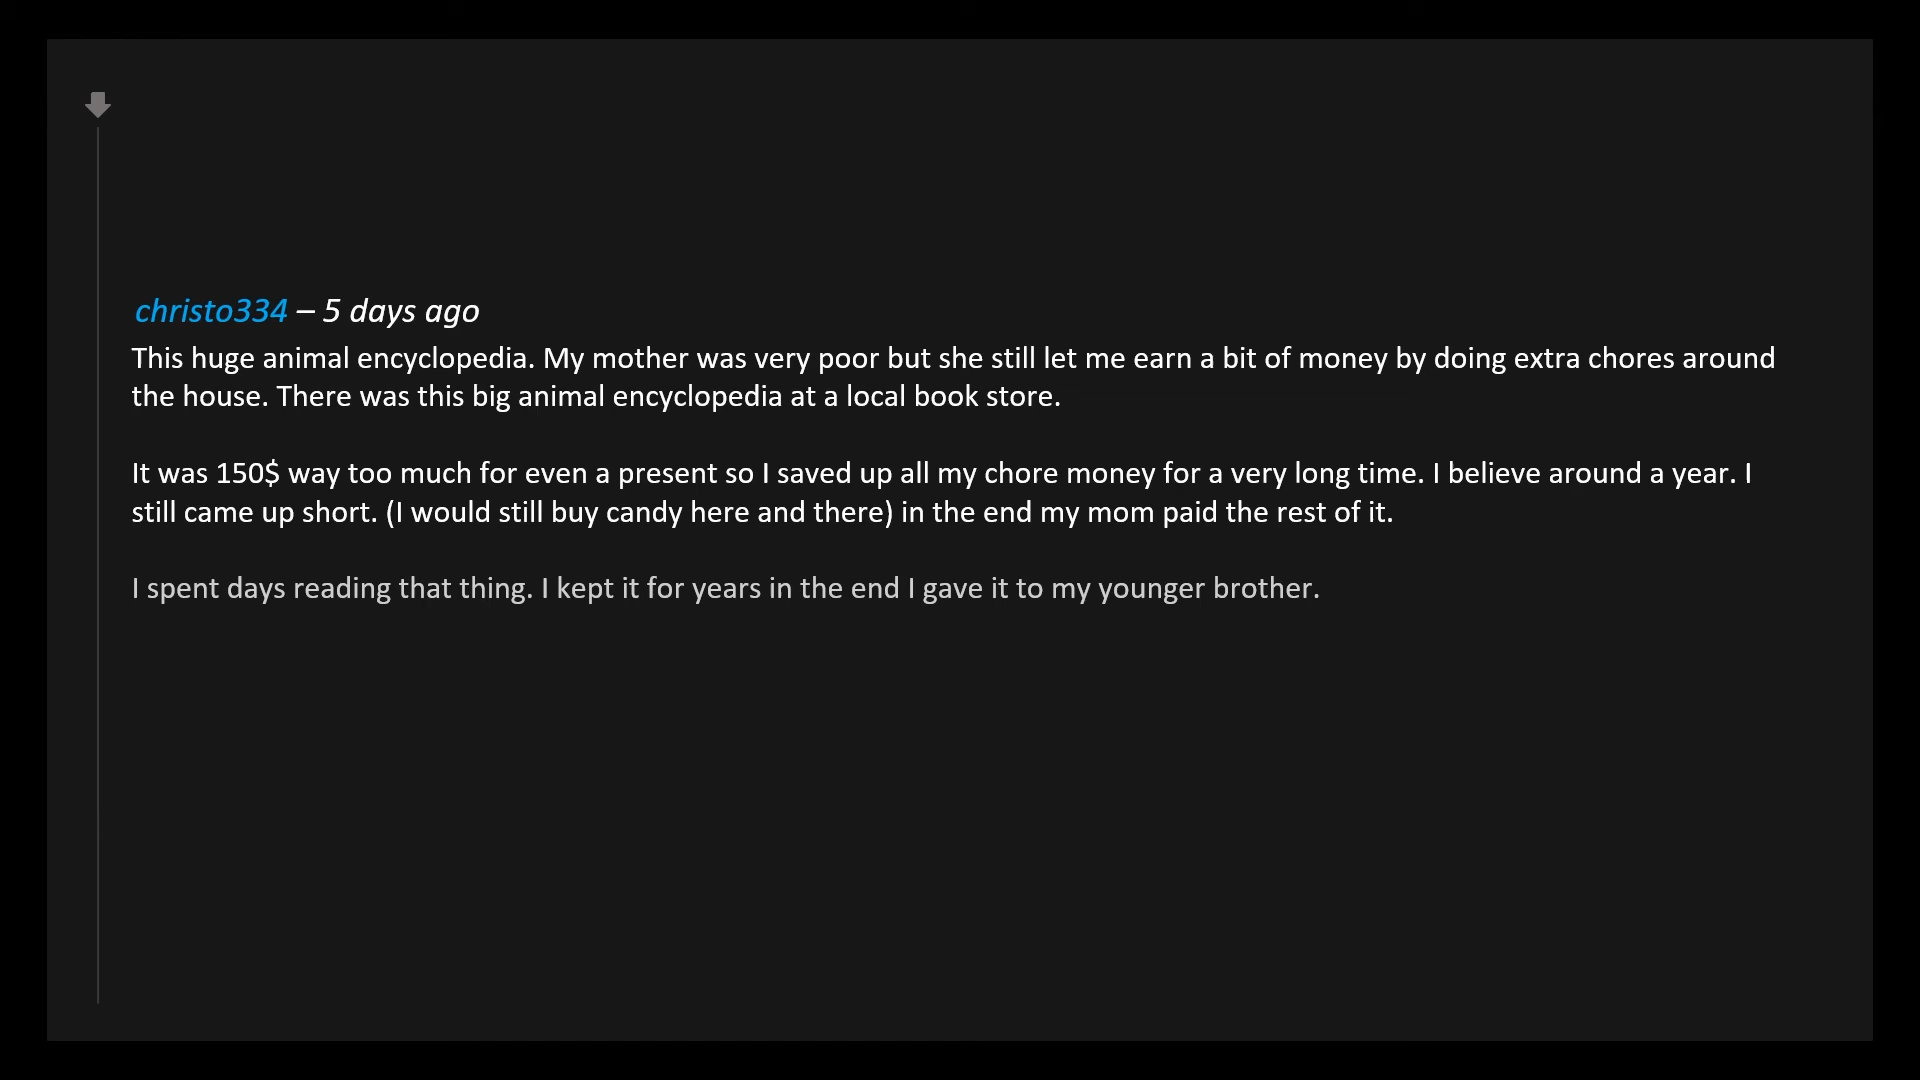 christo334 – 5 days ago
This huge animal encyclopedia. My mother was very poor but she still let me earn a bit of money by doing extra chores around
the house. There was this big animal encyclopedia at a local book store.
It was 150$ way too much for even a present so I saved up all my chore money for a very long time. I believe around a year. I
still came up short. (I would still buy candy here and there) in the end my mom paid the rest of it.
I spent days reading that thing. I kept it for years in the end I gave it to my younger brother.